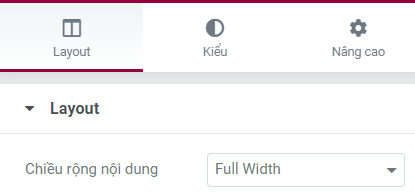 Layout Kiểu Nâng cao
Layout
Chiều rộng nội dung Full Width